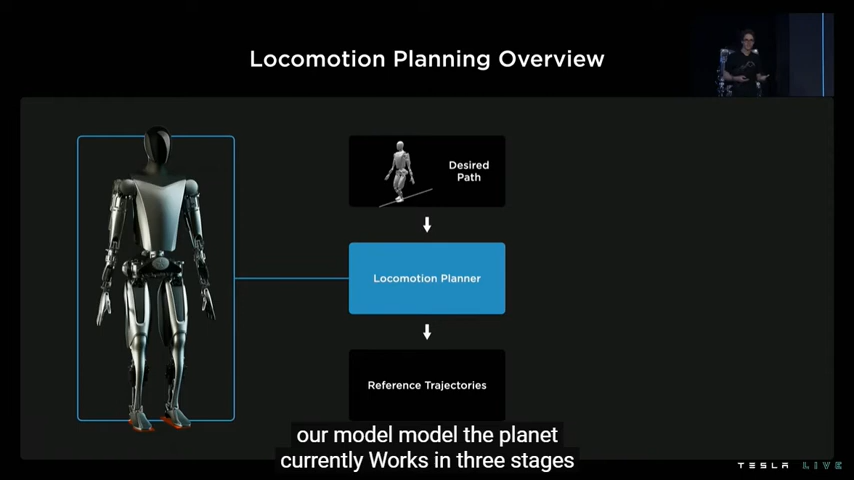 Locomotion Planning Overview
Desired
Path
Locomotion Planner
Reference Trajectories
our model model the planet
currently Works in three stages
TESLA LIVE